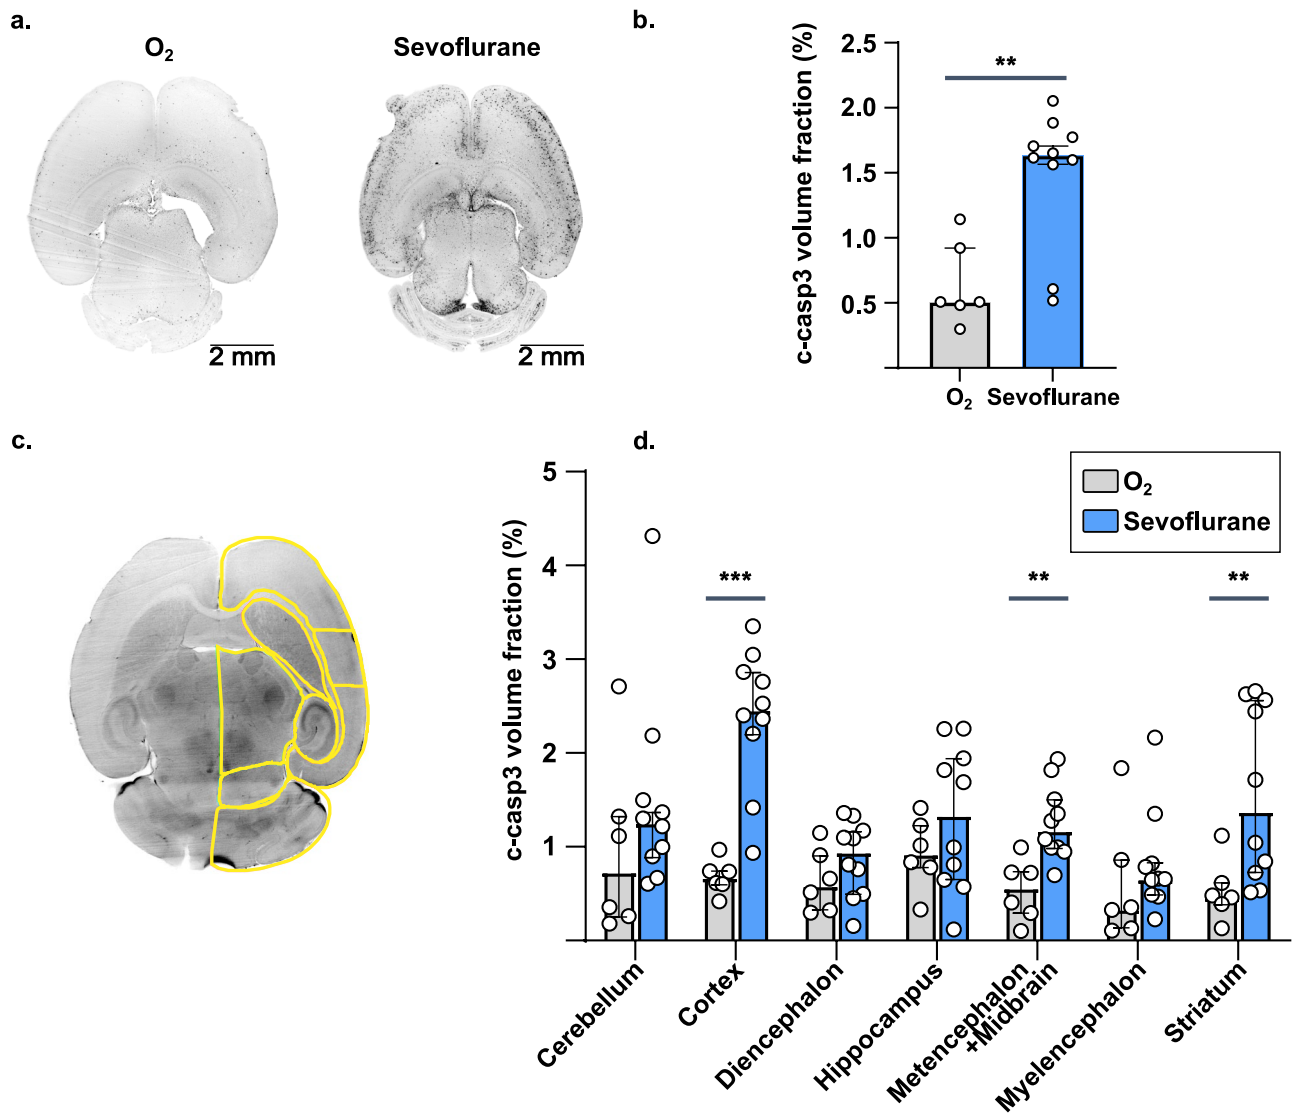 a.
O₂
Sevoflurane
2 mm
2 mm
b.
c-casp3 volume fraction (%)
2.5
2.0
1.5
1.0
0.5
**
O₂
Sevoflurane
c.
d.
c-casp3 volume fraction (%)
5
4
3
2
1
O₂
Sevoflurane
***
**
**
Cerebellum
Cortex
Diencephalon
Hippocampus
Metencephalon
+Midbrain
Myelencephalon
Striatum